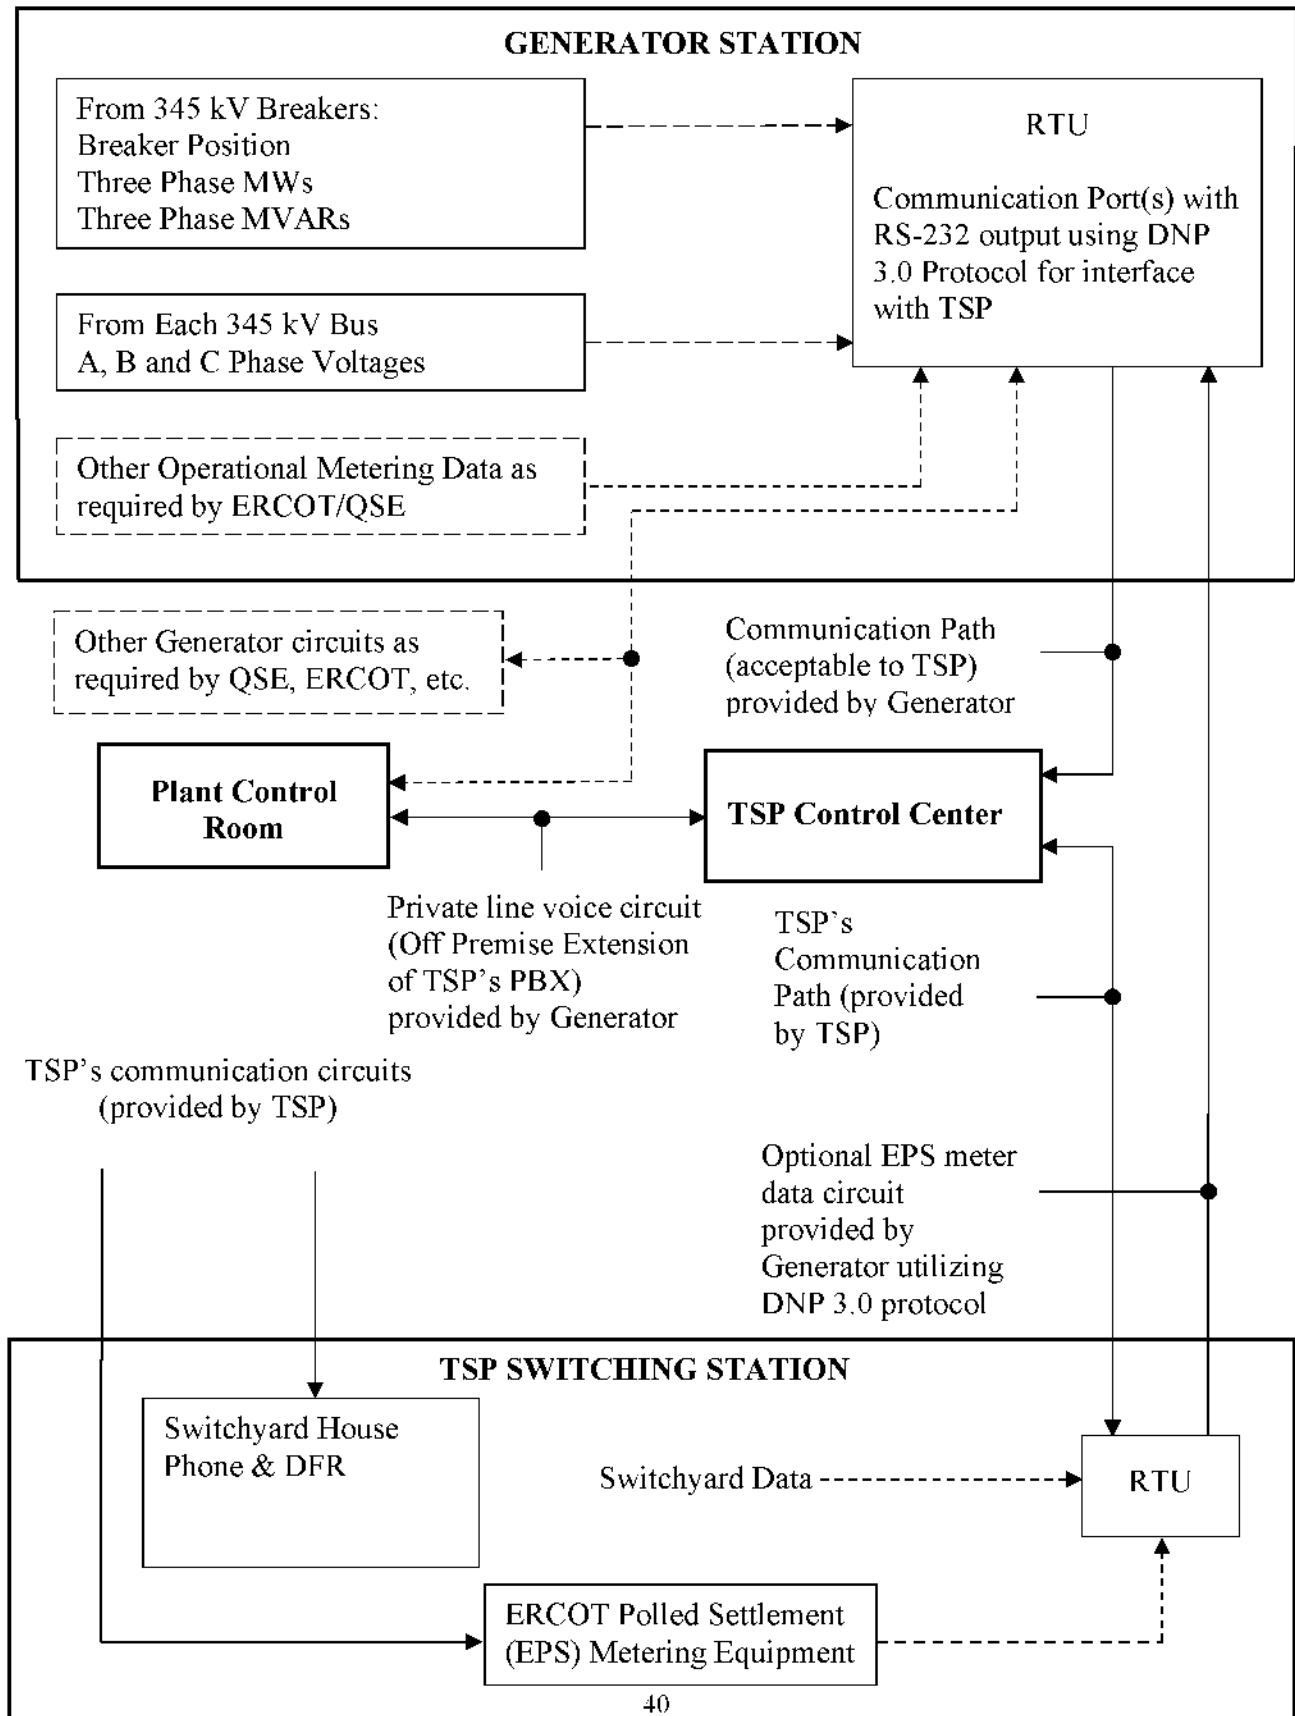 GENERATOR STATION
From 345 kV Breakers:
Breaker Position
Three Phase MWs
Three Phase MVARs
RTU
Communication Port(s) with
RS-232 output using DNP
3.0 Protocol for interface
with TSP
From Each 345 kV Bus
A, B and C Phase Voltages
Other Operational Metering Data as
required by ERCOT/QSE
Other Generator circuits as
required by QSE, ERCOT, etc.
Communication Path
(acceptable to TSP)
provided by Generator
Plant Control
Room
TSP Control Center
Private line voice circuit
(Off Premise Extension
of TSP's PBX)
provided by Generator
TSP's
Communication
Path (provided
by TSP)
TSP's communication circuits
(provided by TSP)
Optional EPS meter
data circuit
provided by
Generator utilizing
DNP 3.0 protocol
TSP SWITCHING STATION
Switchyard House
Phone & DFR
Switchyard Data
RTU
ERCOT Polled Settlement
(EPS) Metering Equipment
40